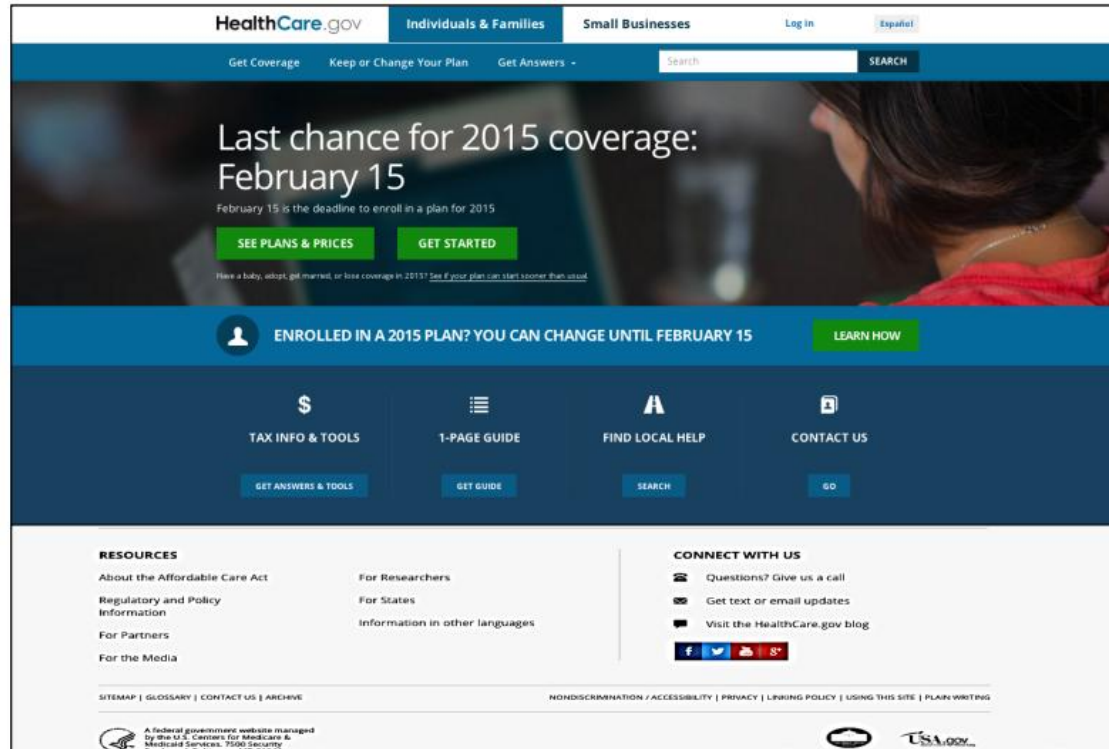 HealthCare.gov Individuals & Families Small Businesses Log in Español
Get Coverage Keep or Change Your Plan Get Answers Search SEARCH
Last chance for 2015 coverage:
February 15
February 15 is the deadline to enroll in a plan for 2015
SEE PLANS & PRICES GET STARTED
Have a baby, adopt, get married, or lose coverage in 2015? See if your plan can start sooner than usual
ENROLLED IN A 2015 PLAN? YOU CAN CHANGE UNTIL FEBRUARY 15 LEARN HOW
$
TAX INFO & TOOLS 1-PAGE GUIDE FIND LOCAL HELP CONTACT US
GET ANSWERS & TOOLS GET GUIDE SEARCH GO
RESOURCES
About the Affordable Care Act
Regulatory and Policy
Information
For Partners
For the Media
For Researchers
For States
Information in other languages
CONNECT WITH US
Questions? Give us a call
Get text or email updates
Visit the HealthCare.gov blog
SITEMAP | GLOSSARY | CONTACT US | ARCHIVE
NONDISCRIMINATION / ACCESSIBILITY | PRIVACY | LINKING POLICY | USING THIS SITE | PLAIN WRITING
A federal government website managed
by the U.S. Centers for Medicare &
Medicaid Services. 7500 Security
USA.gov